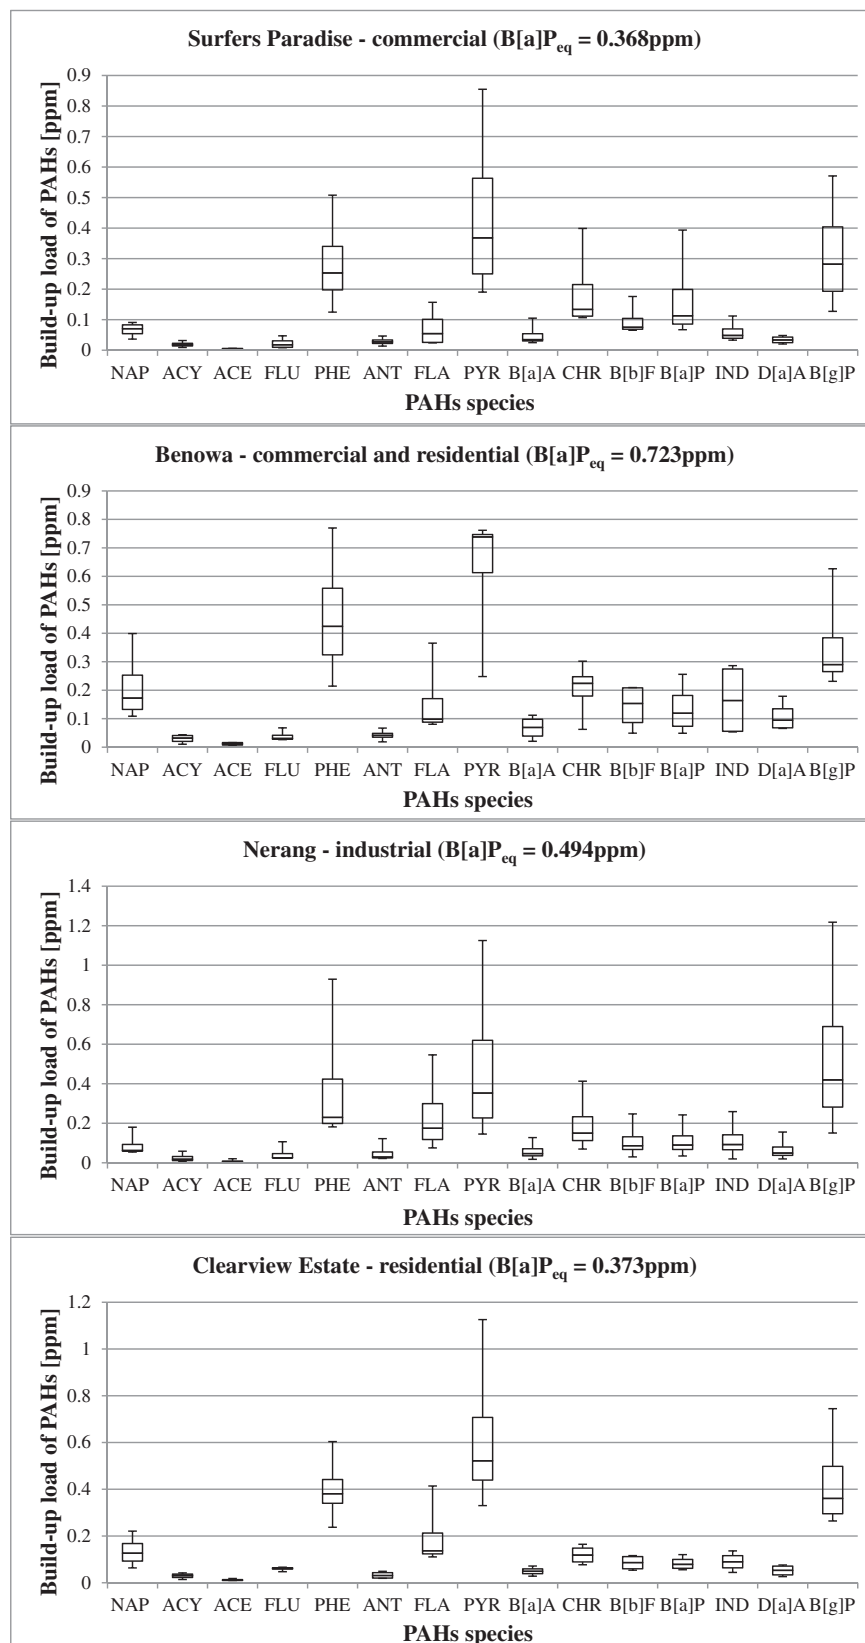 Surfers Paradise - commercial (B[a]Peq = 0.368ppm)
Build-up load of PAHs [ppm]
0.9
0.8
0.7
0.6
0.5
0.4
0.3
0.2
0.1
0
NAP ACY ACE FLU PHE ANT FLA PYR B[a]A CHR B[b]F B[a]P IND D[a]A B[g]P
PAHs species
Benowa - commercial and residential (B[a]Peq = 0.723ppm)
Build-up load of PAHs [ppm]
0.9
0.8
0.7
0.6
0.5
0.4
0.3
0.2
0.1
0
NAP ACY ACE FLU PHE ANT FLA PYR B[a]A CHR B[b]F B[a]P IND D[a]A B[g]P
PAHs species
Nerang - industrial (B[a]Peq = 0.494ppm)
Build-up load of PAHs [ppm]
1.4
1.2
1
0.8
0.6
0.4
0.2
0
NAP ACY ACE FLU PHE ANT FLA PYR B[a]A CHR B[b]F B[a]P IND D[a]A B[g]P
PAHs species
Clearview Estate - residential (B[a]Peq = 0.373ppm)
Build-up load of PAHs [ppm]
1.2
1
0.8
0.6
0.4
0.2
0
NAP ACY ACE FLU PHE ANT FLA PYR B[a]A CHR B[b]F B[a]P IND D[a]A B[g]P
PAHs species